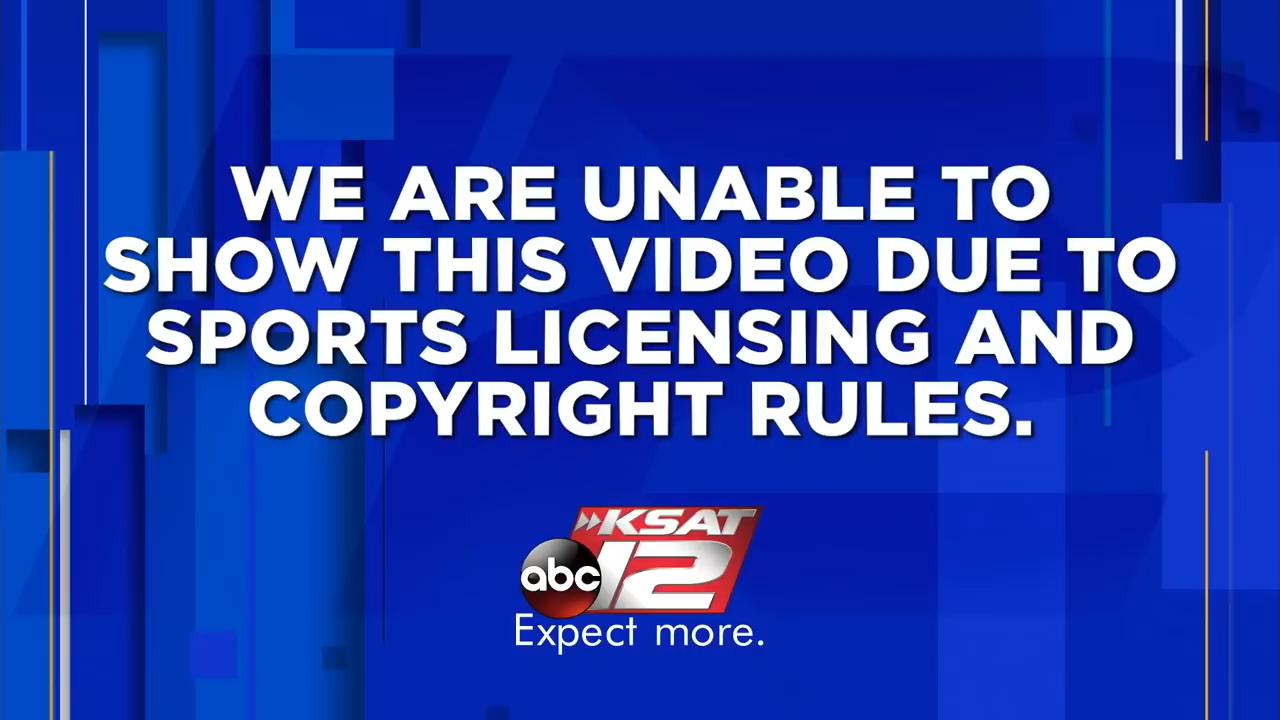 WE ARE UNABLE TO
SHOW THIS VIDEO DUE TO
SPORTS LICENSING AND
COPYRIGHT RULES.
KSAT
abc 12
Expect more.